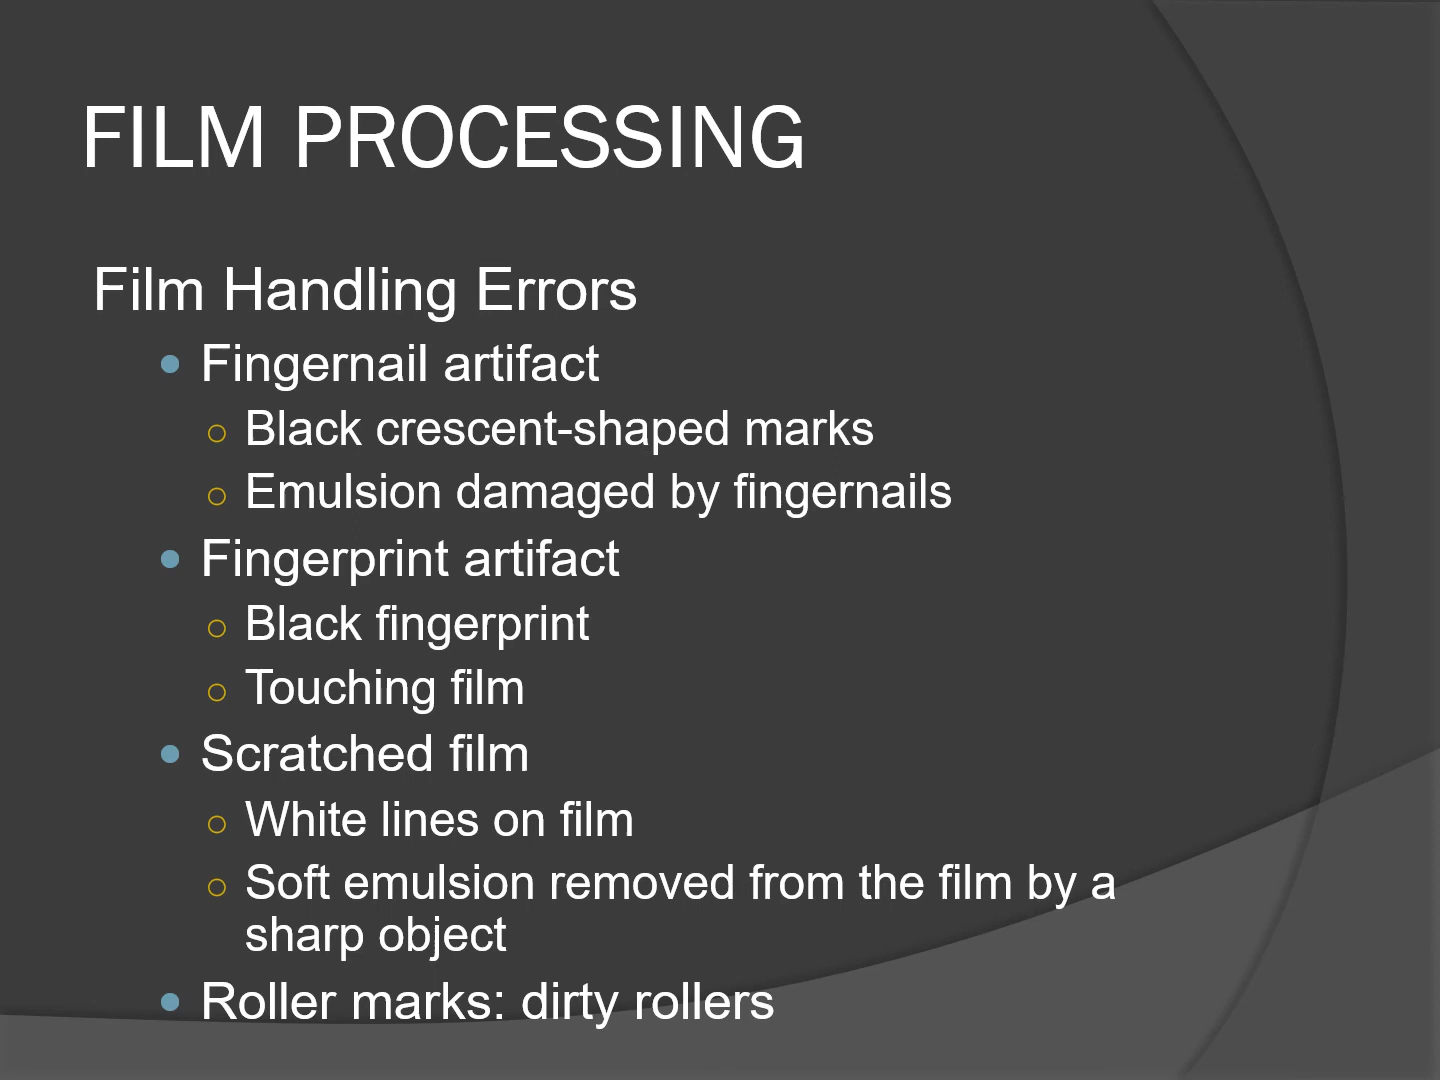 FILM PROCESSING
Film Handling Errors
Fingernail artifact
Black crescent-shaped marks
Emulsion damaged by fingernails
Fingerprint artifact
Black fingerprint
Touching film
Scratched film
White lines on film
Soft emulsion removed from the film by a
sharp object
Roller marks: dirty rollers